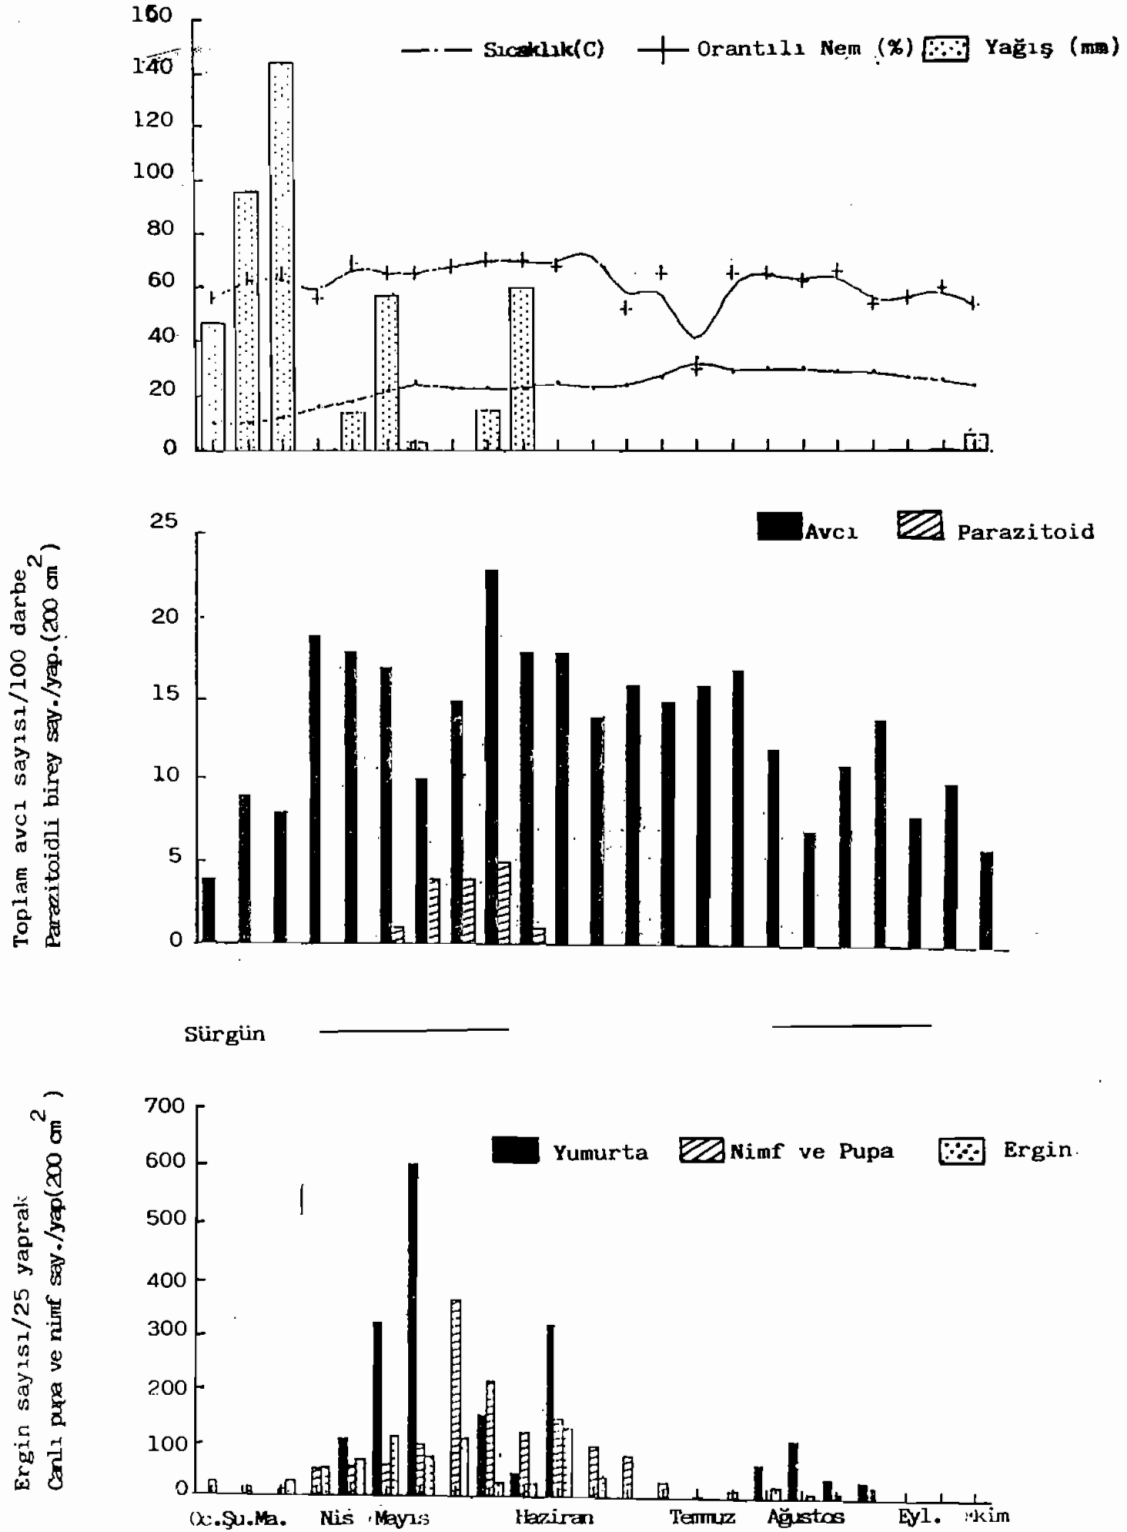 160
Sıcaklık(C) Orantılı Nem (%) Yağış (mm)
140
120
100
80
60
40
20
0
25
Avcı Parazitoid
20
15
10
5
0
Toplam avcı sayısı/100 darbe
Parazitoidli birey say./yap.(200 cm2)
Sürgün
700
Yumurta Nimf ve Pupa Ergin
600
500
400
300
200
100
0
Ergin sayısı/25 yaprak
Canlı pupa ve nimf say./yap(200 cm2)
Oc.Şu.Ma. Nis Mayıs Haziran Temmuz Ağustos Eyl. kim